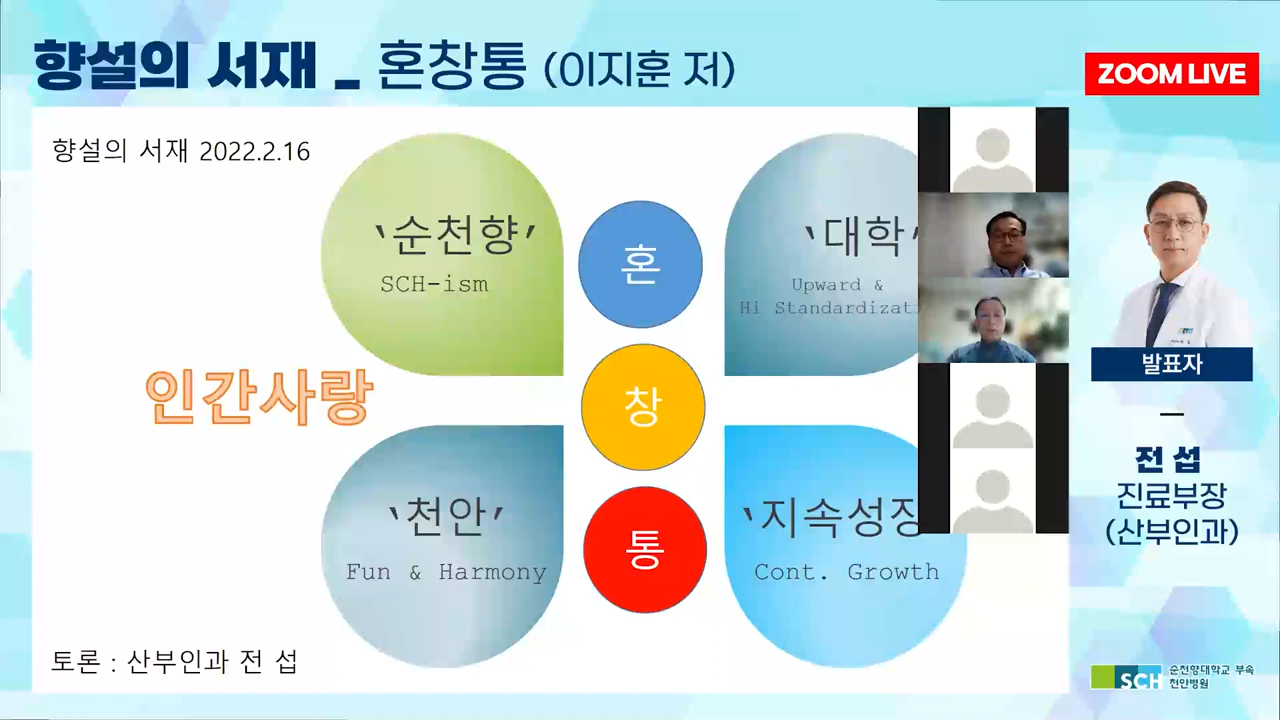 향설의 서재 _ 혼창통 (이지훈 저)
ZOOM LIVE
향설의 서재 2022.2.16
‵순천향′
SCH-ism
‵대학′
Upward &
Hi Standardizat
혼
창
통
인간사랑
‵천안′
Fun & Harmony
‵지속성장
Cont. Growth
토론 : 산부인과 전 섭
발표자
전 섭
진료부장
(산부인과)
SCH
순천향대학교 부속
천안병원